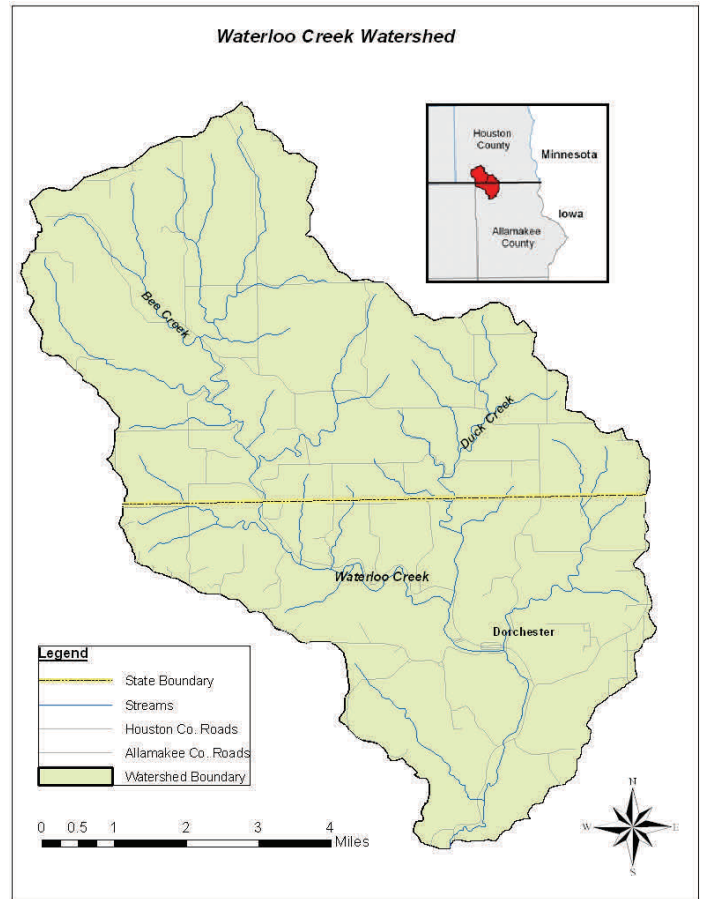 Waterloo Creek Watershed
Houston
County
Minnesota
Iowa
Allamakee
County
Bee Creek
Duck Creek
Waterloo Creek
Dorchester
Legend
State Boundary
Streams
Houston Co. Roads
Allamakee Co. Roads
Watershed Boundary
0 0.5 1 2 3 4
Miles
N
W E
S